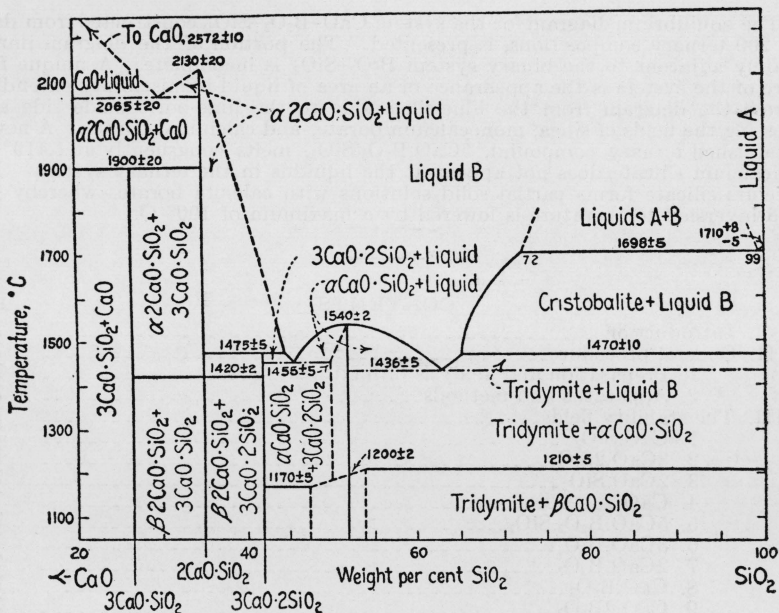 To CaO, 2572±10
2130±20
CaO+Liquid
2065±20
α2CaO·SiO₂+Liquid
α2CaO·SiO₂+CaO
1900±20
Liquid B
Liquid A
Liquids A+B
1710 +8 -5
1698±5
72
99
3CaO·2SiO₂+Liquid
αCaO·SiO₂+Liquid
1540±2
Cristobalite + Liquid B
1475±5
1420±2
1456±5
1436±5
1470±10
Tridymite + Liquid B
Tridymite + αCaO·SiO₂
1170±5
1200±2
1210±5
Tridymite + βCaO·SiO₂
3CaO·SiO₂+CaO
α2CaO·SiO₂+
3CaO·SiO₂
β2CaO·SiO₂+
3CaO·SiO₂
β2CaO·SiO₂+
3CaO·2SiO₂
αCaO·SiO₂
+3CaO·2SiO₂
Temperature, °C
2100
1900
1700
1500
1300
1100
20
40
60
80
100
CaO
Weight per cent SiO₂
SiO₂
2CaO·SiO₂
3CaO·SiO₂
3CaO·2SiO₂